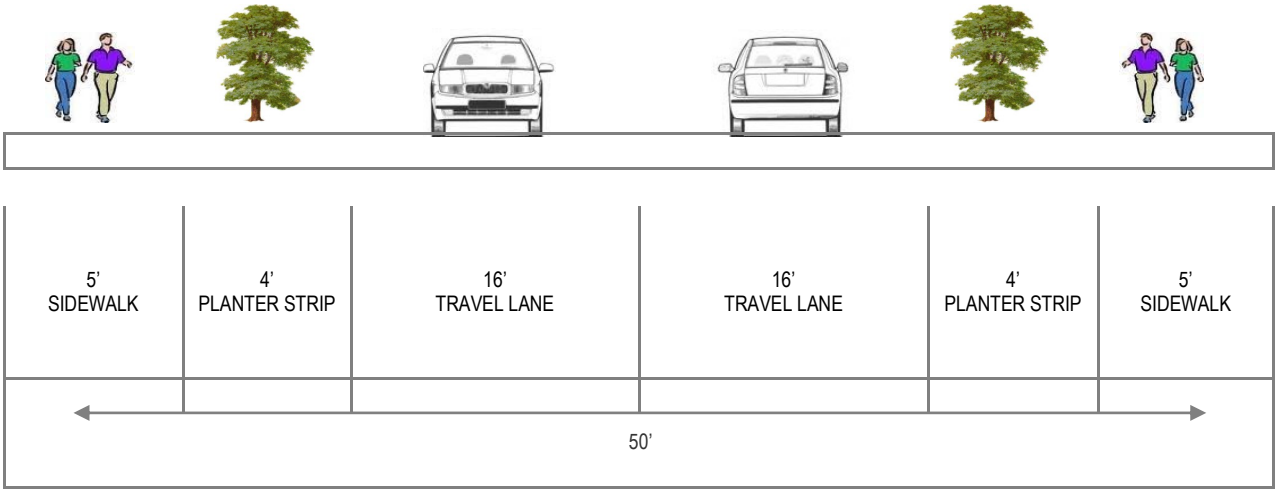 5’
SIDEWALK
4’
PLANTER STRIP
16’
TRAVEL LANE
16’
TRAVEL LANE
4’
PLANTER STRIP
5’
SIDEWALK
50’